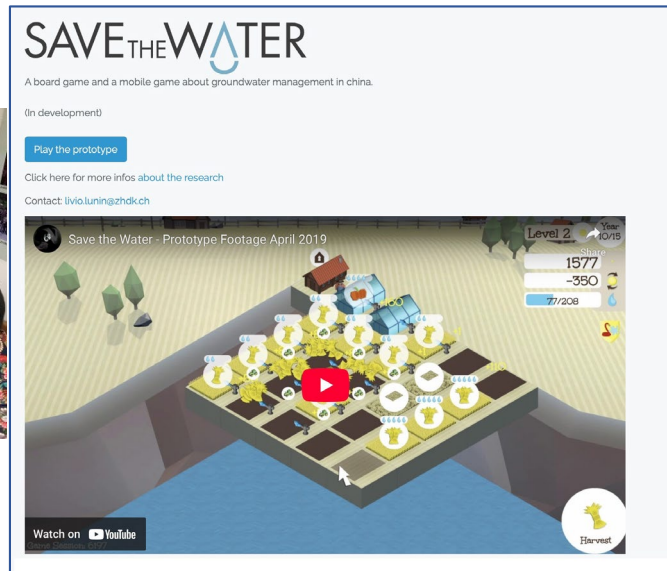 SAVE THE WATER
A board game and a mobile game about groundwater management in china.
(In development)
Play the prototype
Click here for more infos about the research
Contact: livio.lunin@zhdk.ch
Save the Water - Prototype Footage April 2019
Level 2
Year
10/15
Share
1577
-350
77/208
Watch on YouTube
Harvest